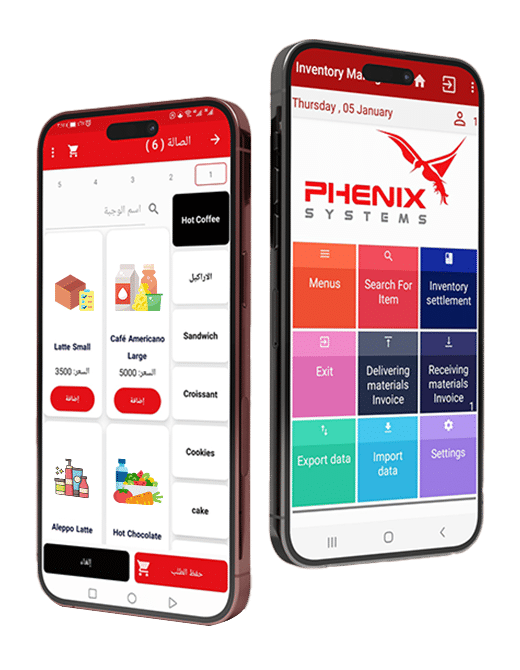 الصالة ( 6 )
1
2
3
4
5
اسم الوجبة
Hot Coffee
الاراكيل
Sandwich
Croissant
Cookies
cake
Latte Small
السعر: 3500
إضافة
Café Americano
Large
السعر: 5000
إضافة
Aleppo Latte
Hot Chocolate
إلغاء
حفظ الطلب
Thursday , 05 January
1
PHENIX
SYSTEMS
Menus
Search For
Item
Inventory
settlement
Exit
Delivering
materials
Invoice
Receiving
materials
Invoice
1
Export data
Import
data
Settings